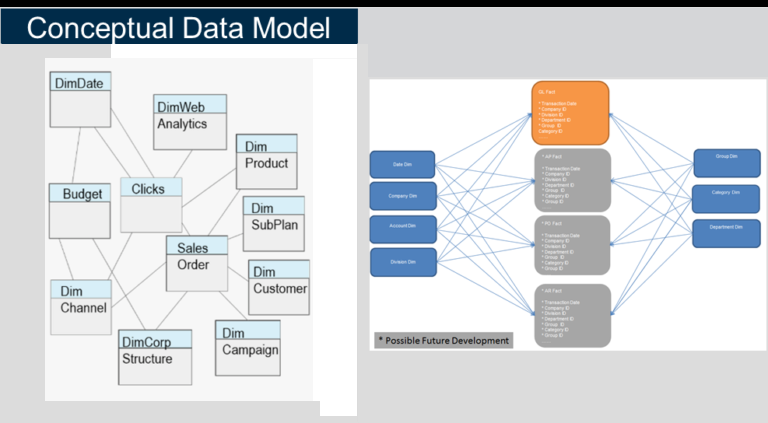 Conceptual Data Model
DimDate
DimWeb
Analytics
Dim
Product
Budget
Clicks
Dim
SubPlan
Sales
Order
Dim
Customer
Dim
Channel
DimCorp
Structure
Dim
Campaign
GL Fact
* Transaction Date
* Company ID
* Division ID
* Department ID
* Group ID
Category ID
* AP Fact
* Transaction Date
* Company ID
* Division ID
* Department ID
* Group ID
* Category ID
* Group ID
* PO Fact
* Transaction Date
* Company ID
* Division ID
* Department ID
* Group ID
* Category ID
* Group ID
* AR Fact
* Transaction Date
* Company ID
* Division ID
* Department ID
* Group ID
* Category ID
* Group ID
Date Dim
Company Dim
Account Dim
Division Dim
Group Dim
Category Dim
Department Dim
* Possible Future Development